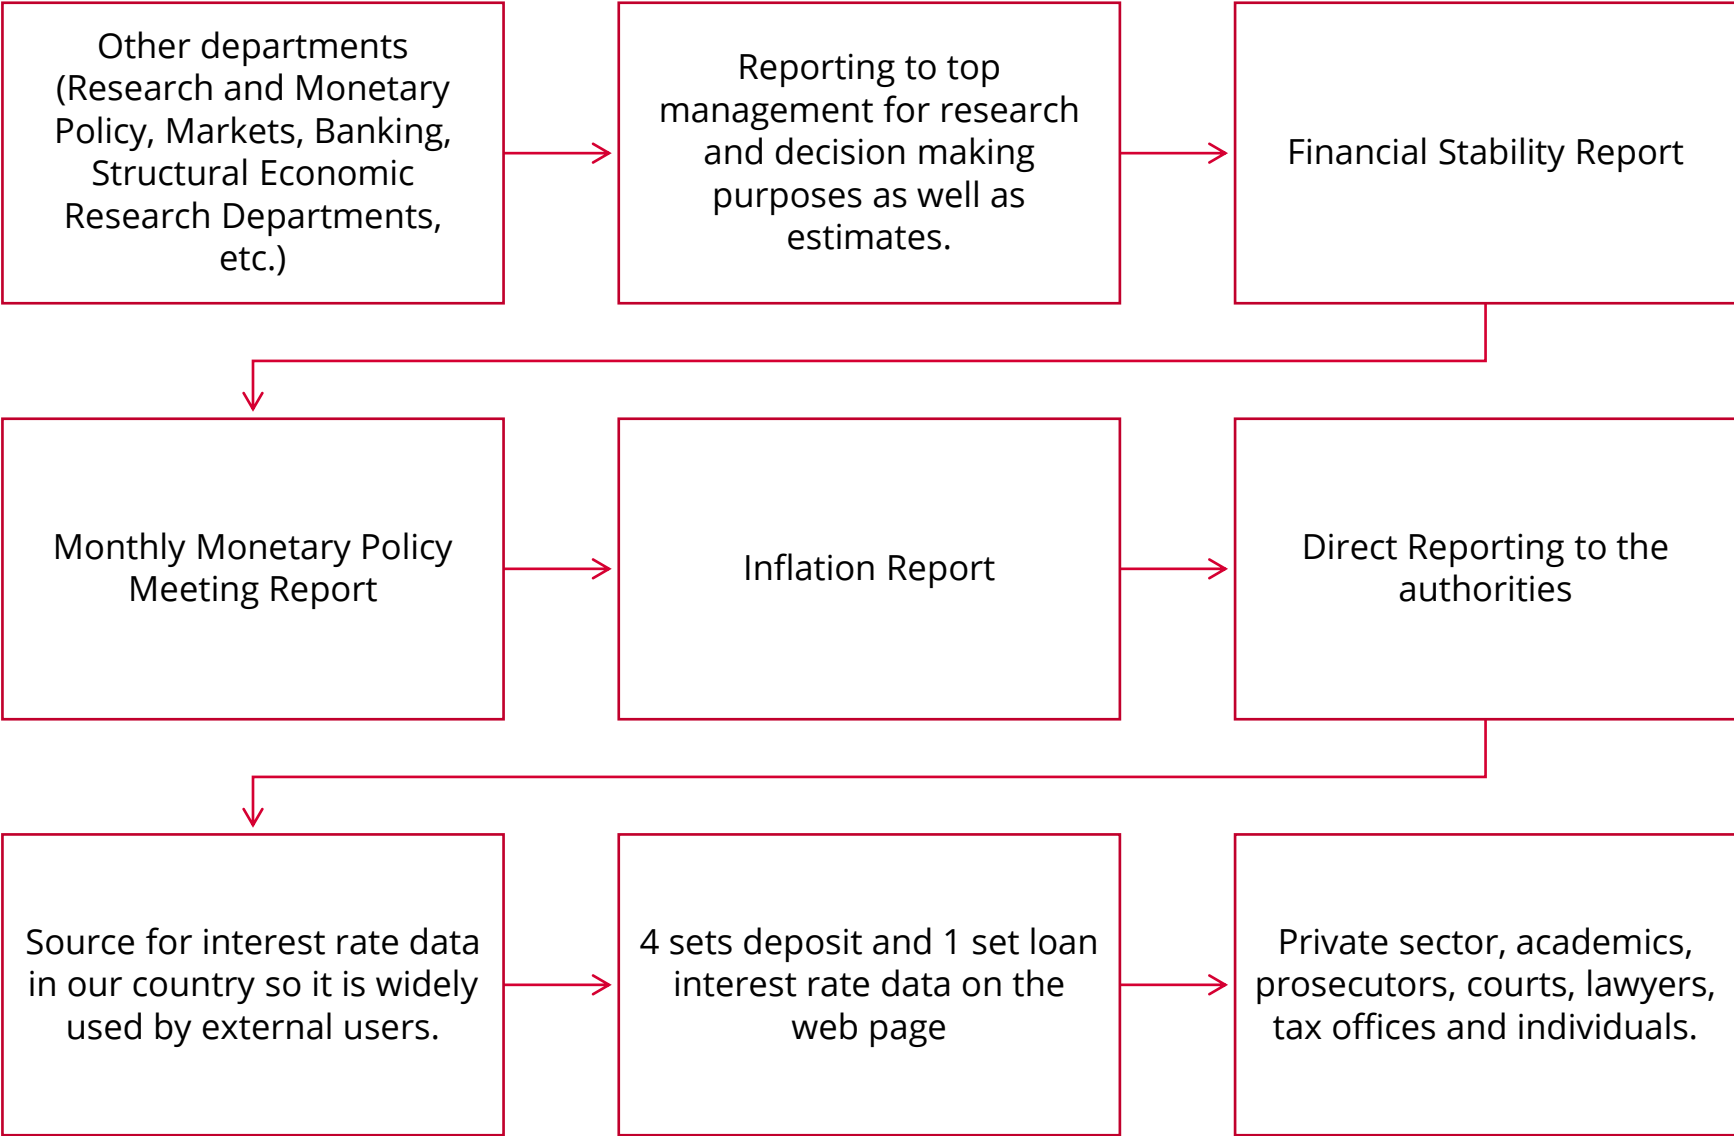 Other departments
(Research and Monetary
Policy, Markets, Banking,
Structural Economic
Research Departments,
etc.)
Reporting to top
management for research
and decision making
purposes as well as
estimates.
Financial Stability Report
Monthly Monetary Policy
Meeting Report
Inflation Report
Direct Reporting to the
authorities
Source for interest rate data
in our country so it is widely
used by external users.
4 sets deposit and 1 set loan
interest rate data on the
web page
Private sector, academics,
prosecutors, courts, lawyers,
tax offices and individuals.